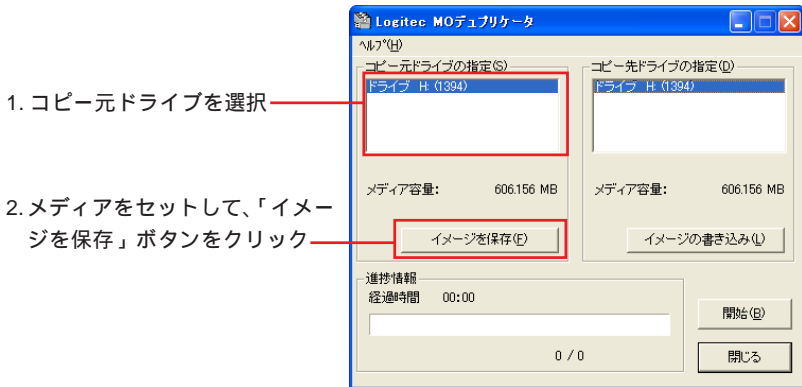 Logitec MOデュプリケータ
ヘルプ(H)
コピー元ドライブの指定(S)
コピー先ドライブの指定(D)
ドライブ H: (1394)
ドライブ H: (1394)
1. コピー元ドライブを選択
メディア容量: 606.156 MB
メディア容量: 606.156 MB
2. メディアをセットして、「イメー
ジを保存」ボタンをクリック
イメージを保存(F)
イメージの書き込み(L)
進捗情報
経過時間 00:00
開始(B)
0 / 0
閉じる